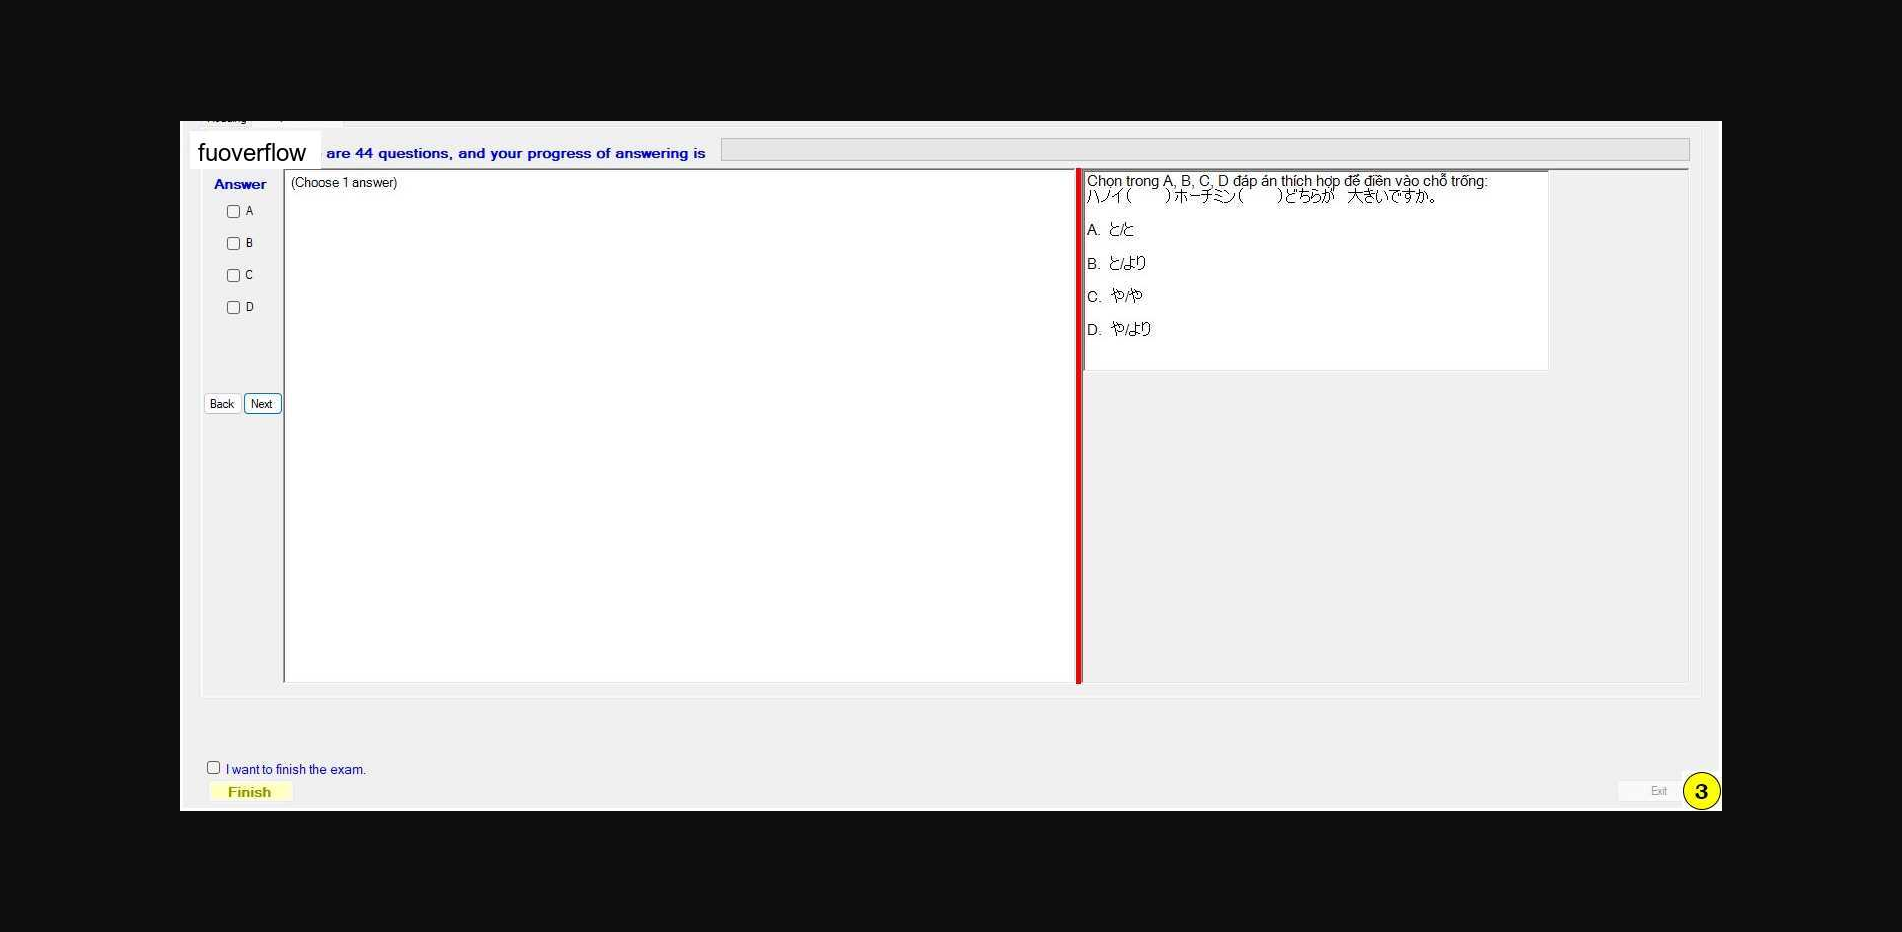 fuoverflow are 44 questions, and your progress of answering is
Answer
(Choose 1 answer)
A
B
C
D
Back Next
Chọn trong A, B, C, D đáp án thích hợp để điền vào chỗ trống:
ハノイ( )ホーチミン( )どちらが 大きいですか。
A. と/と
B. と/より
C. や/や
D. や/より
I want to finish the exam.
Finish
Exit
3